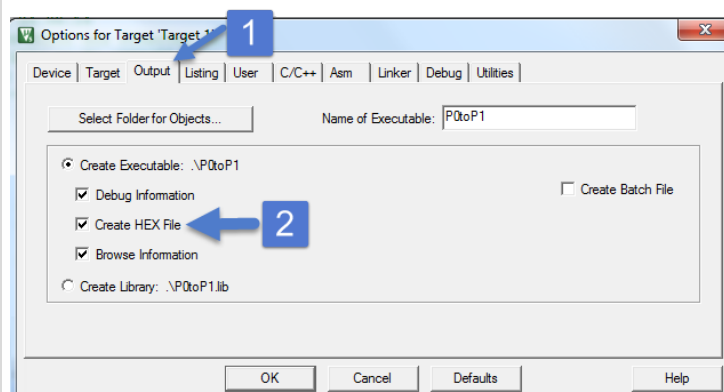 Options for Target 'Target 1'
1
Device Target Output Listing User C/C++ Asm Linker Debug Utilities
Select Folder for Objects... Name of Executable: P0toP1
Create Executable: .\P0toP1
Debug Information Create Batch File
Create HEX File 2
Browse Information
Create Library: .\P0toP1.lib
OK Cancel Defaults Help